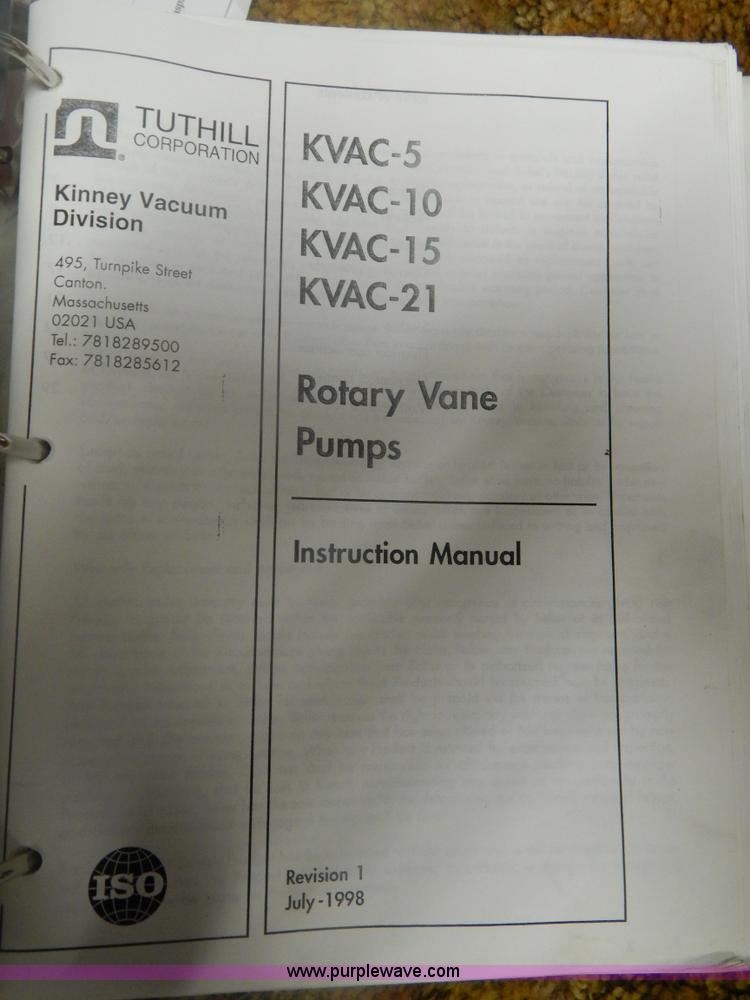 TUTHILL
CORPORATION
Kinney Vacuum
Division
495, Turnpike Street
Canton.
Massachusetts
02021 USA
Tel.: 7818289500
Fax: 7818285612
ISO
KVAC-5
KVAC-10
KVAC-15
KVAC-21
Rotary Vane
Pumps
Instruction Manual
Revision 1
July-1998
www.purplewave.com